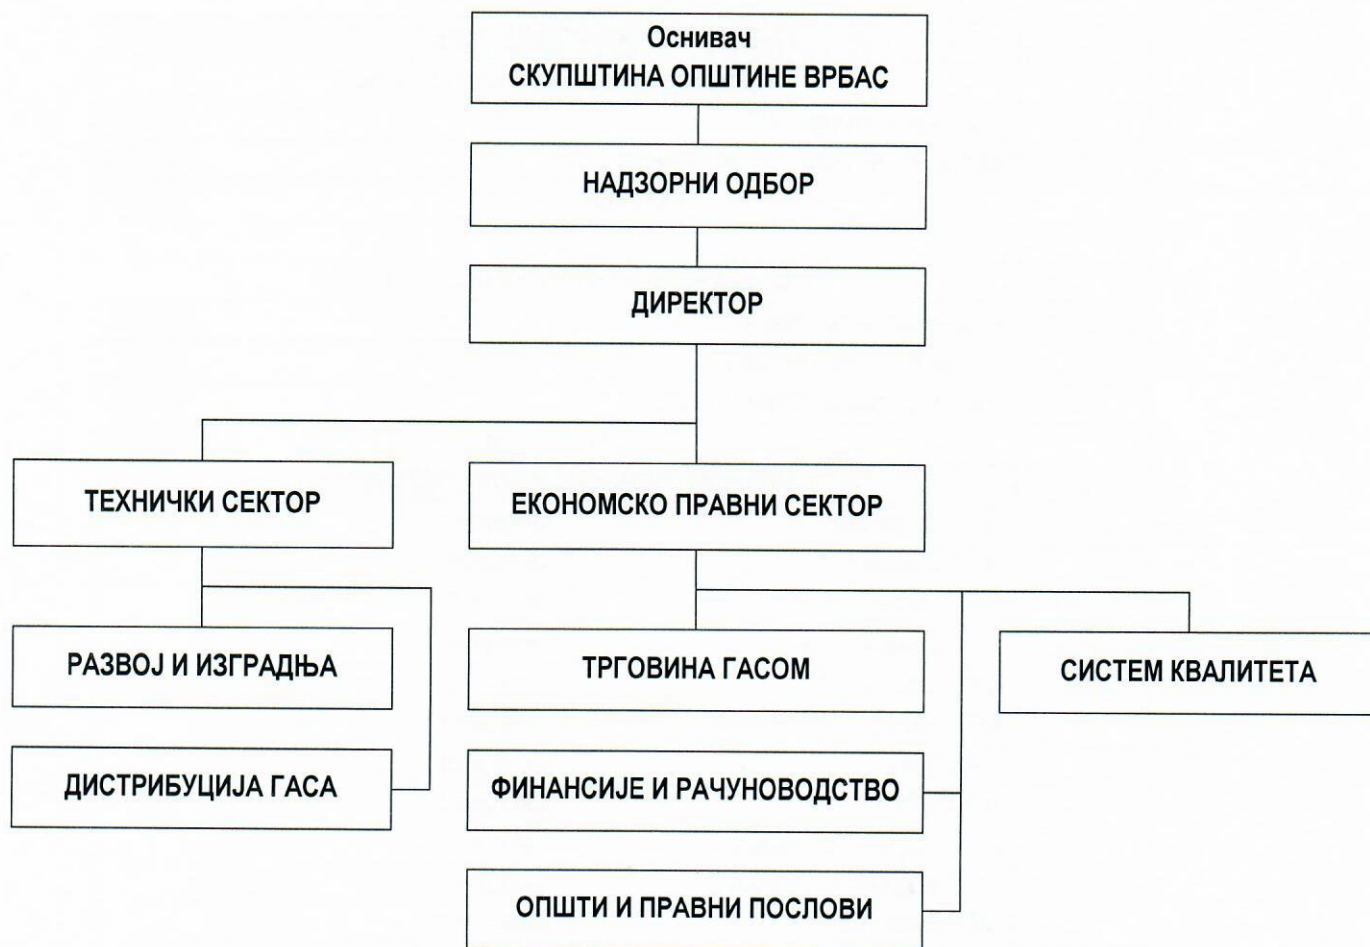 Оснивач
СКУПШТИНА ОПШТИНЕ ВРБАС
НАДЗОРНИ ОДБОР
ДИРЕКТОР
ТЕХНИЧКИ СЕКТОР
ЕКОНОМСКО ПРАВНИ СЕКТОР
РАЗВОЈ И ИЗГРАДЊА
ТРГОВИНА ГАСОМ
СИСТЕМ КВАЛИТЕТА
ДИСТРИБУЦИЈА ГАСА
ФИНАНСИЈЕ И РАЧУНОВОДСТВО
ОПШТИ И ПРАВНИ ПОСЛОВИ